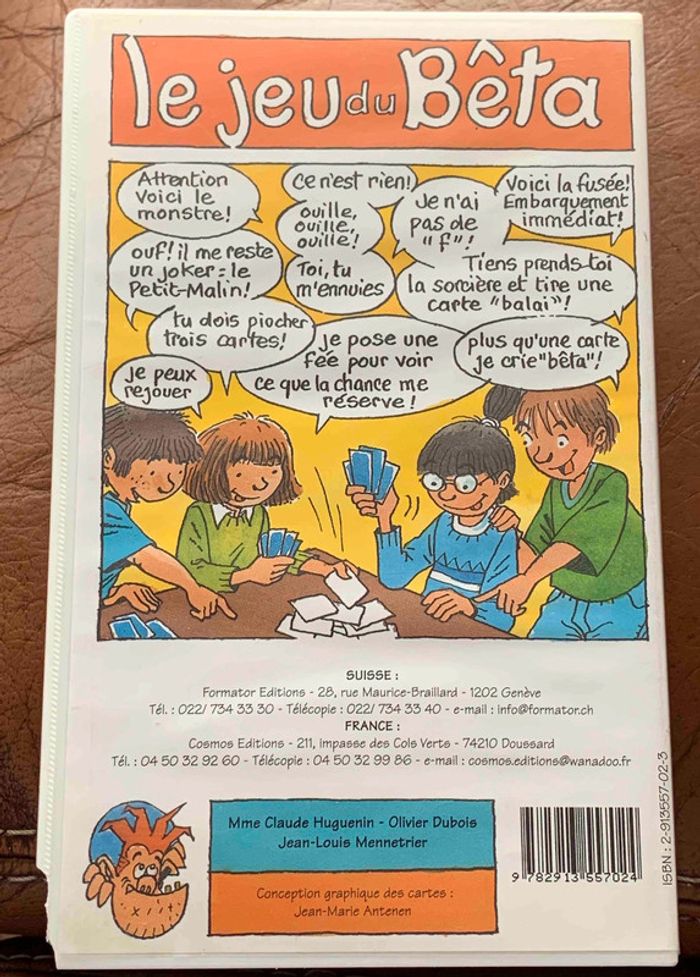 le jeu du Bêta
Attention
voici le
monstre!
Ce n'est rien!
ouille,
ouille,
ouille!
Je n'ai
pas de
"f"!
Voici la fusée!
Embarquement
immédiat!
ouf! il me reste
un joker = le
Petit-Malin!
Toi, tu
m'ennuies
Tiens prends-toi
la sorcière et tire une
carte "balai"!
tu dois piocher
trois cartes!
je pose une
fée pour voir
ce que la chance me
réserve!
plus qu'une carte
je crie "bêta"!
je peux
rejouer
SUISSE :
Formator Editions - 28, rue Maurice-Braillard - 1202 Genève
Tél. : 022/ 734 33 30 - Télécopie : 022/ 734 33 40 - e-mail : info@formator.ch
FRANCE :
Cosmos Editions - 211, impasse des Cols Verts - 74210 Doussard
Tél. : 04 50 32 92 60 - Télécopie : 04 50 32 99 86 - e-mail : cosmos.editions@wanadoo.fr
Mme Claude Huguenin - Olivier Dubois
Jean-Louis Mennetrier
Conception graphique des cartes :
Jean-Marie Antenen
9 782913 557024
ISBN : 2-913557-02-3